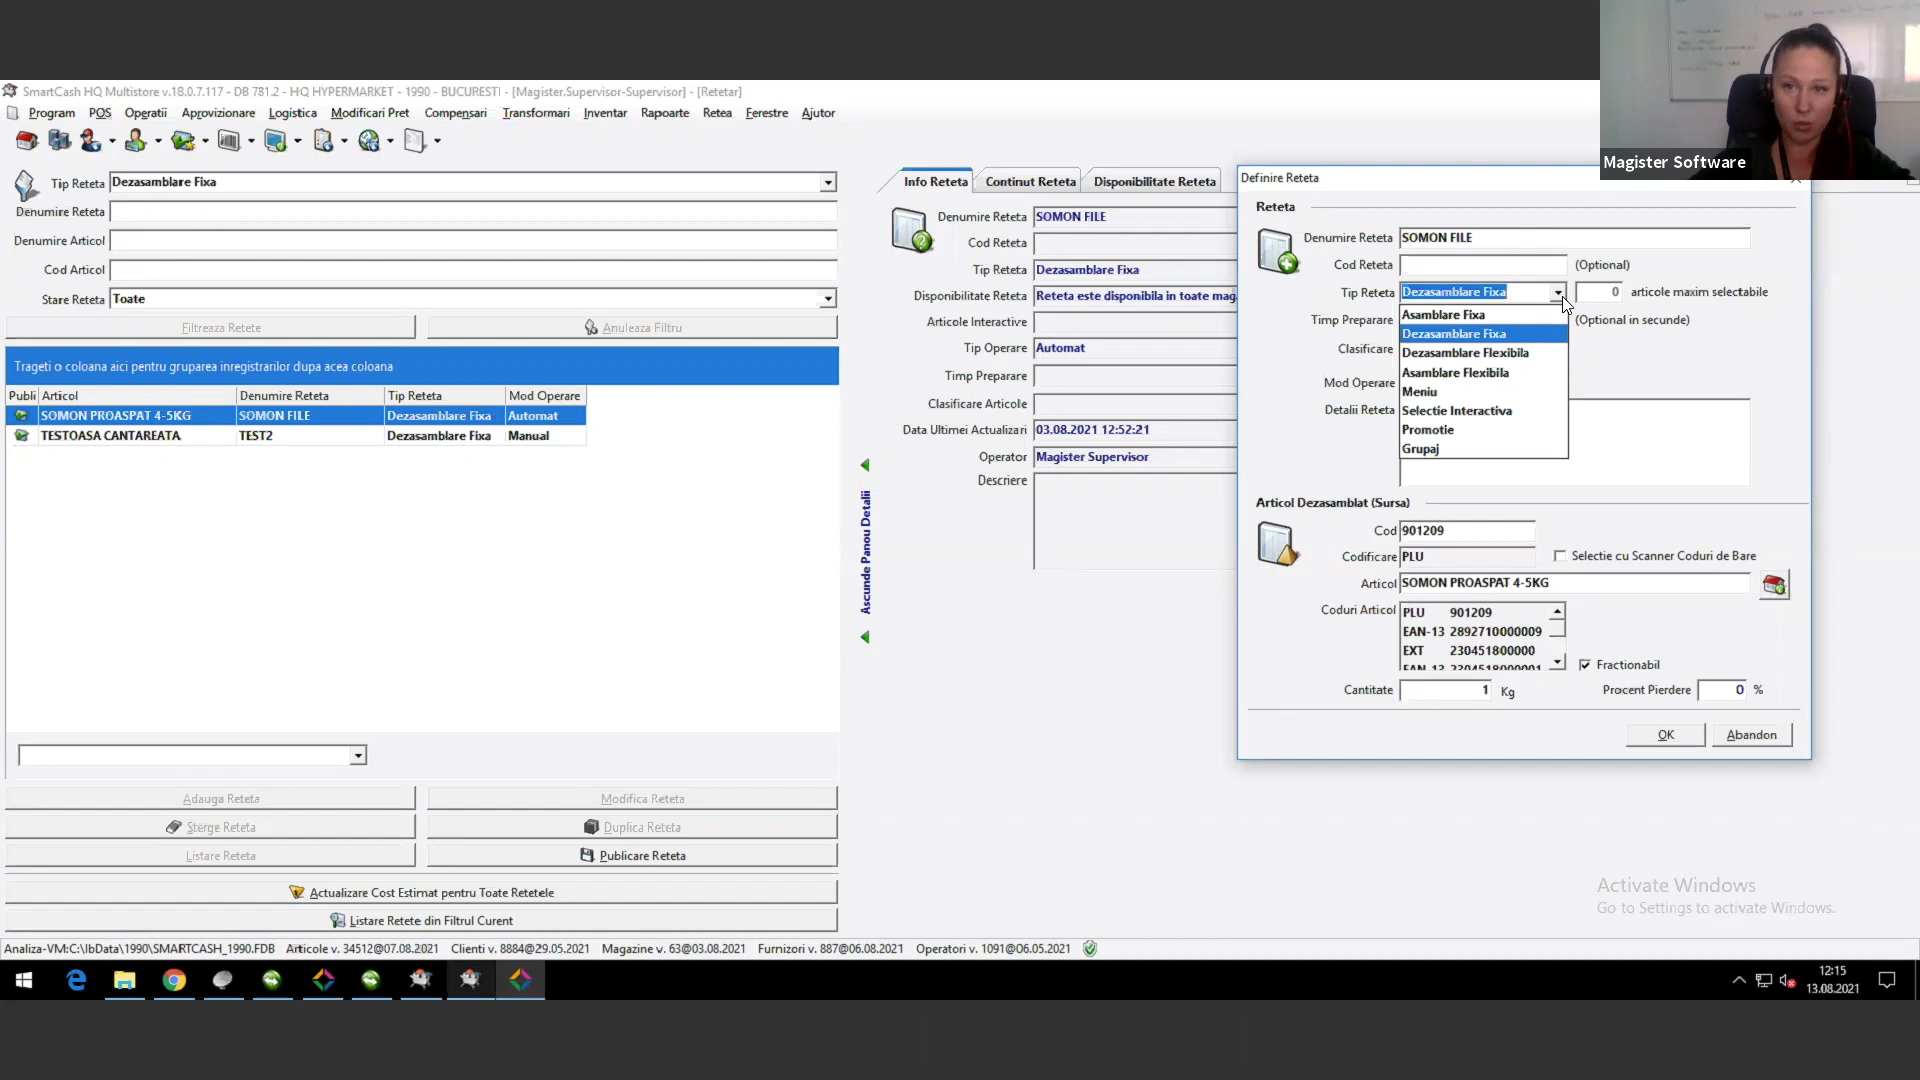 SmartCash HQ Multistore v.18.0.7.117 - DB 781.2 - HQ HYPERMARKET - 1990 - BUCURESTI - [Magister.Supervisor-Supervisor] - [Retetar]
Program POS Operatii Aprovizionare Logistica Modificari Pret Compensari Transformari Inventar Rapoarte Retea Ferestre Ajutor
Magister Software
Tip Reteta Dezasamblare Fixa
Denumire Reteta
Denumire Articol
Cod Articol
Stare Reteta Toate
Filtreaza Retete Anuleaza Filtru
Trageti o coloana aici pentru gruparea inregistrarilor dupa acea coloana
Publi Articol Denumire Reteta Tip Reteta Mod Operare
SOMON PROASPAT 4-5KG SOMON FILE Dezasamblare Fixa Automat
TESTOASA CANTAREATA TEST2 Dezasamblare Fixa Manual
Adauga Reteta Modifica Reteta
Sterge Reteta Duplica Reteta
Listare Reteta Publicare Reteta
Actualizare Cost Estimat pentru Toate Retetele
Listare Retete din Filtrul Curent
Ascunde Panou Detalii
Info Reteta Continut Reteta Disponibilitate Reteta
Denumire Reteta SOMON FILE
Cod Reteta
Tip Reteta Dezasamblare Fixa
Disponibilitate Reteta Reteta este disponibila in toate mag
Articole Interactive
Tip Operare Automat
Timp Preparare
Clasificare Articole
Data Ultimei Actualizari 03.08.2021 12:52:21
Operator Magister Supervisor
Descriere
Definire Reteta
Reteta
Denumire Reteta SOMON FILE
Cod Reteta (Optional)
Tip Reteta Dezasamblare Fixa 0 articole maxim selectabile
Timp Preparare (Optional in secunde)
Clasificare
Mod Operare
Detalii Reteta
Asamblare Fixa
Dezasamblare Fixa
Dezasamblare Flexibila
Asamblare Flexibila
Meniu
Selectie Interactiva
Promotie
Grupaj
Articol Dezasamblat (Sursa)
Cod 901209
Codificare PLU Selectie cu Scanner Coduri de Bare
Articol SOMON PROASPAT 4-5KG
Coduri Articol PLU 901209
EAN-13 2892710000009
EXT 230451800000
EAN-13 2304518000001
Fractionabil
Cantitate 1 Kg Procent Pierdere 0 %
OK Abandon
Activate Windows
Go to Settings to activate Windows.
Analiza-VM:C:\IbData\1990\SMARTCASH_1990.FDB Articole v. 34512@07.08.2021 Clienti v. 8884@29.05.2021 Magazine v. 63@03.08.2021 Furnizori v. 887@06.08.2021 Operatori v. 1091@06.05.2021
12:15
13.08.2021